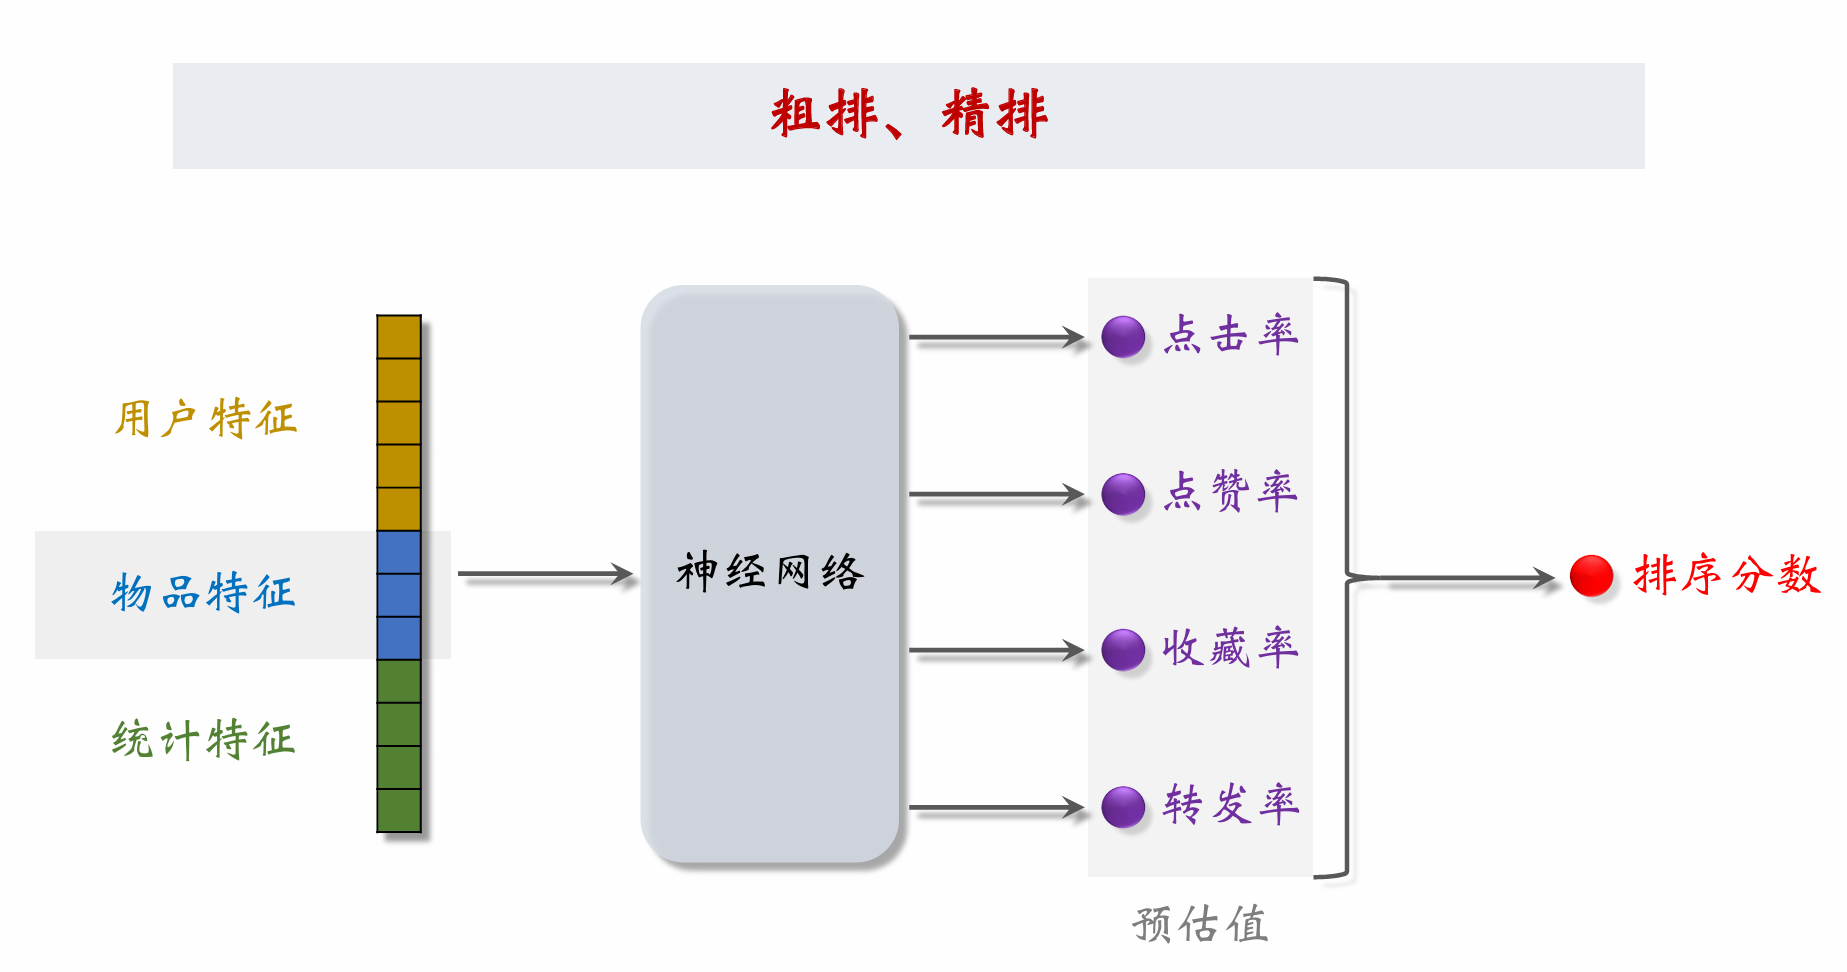 粗排、精排
用户特征
物品特征
统计特征
神经网络
点击率
点赞率
收藏率
转发率
预估值
排序分数